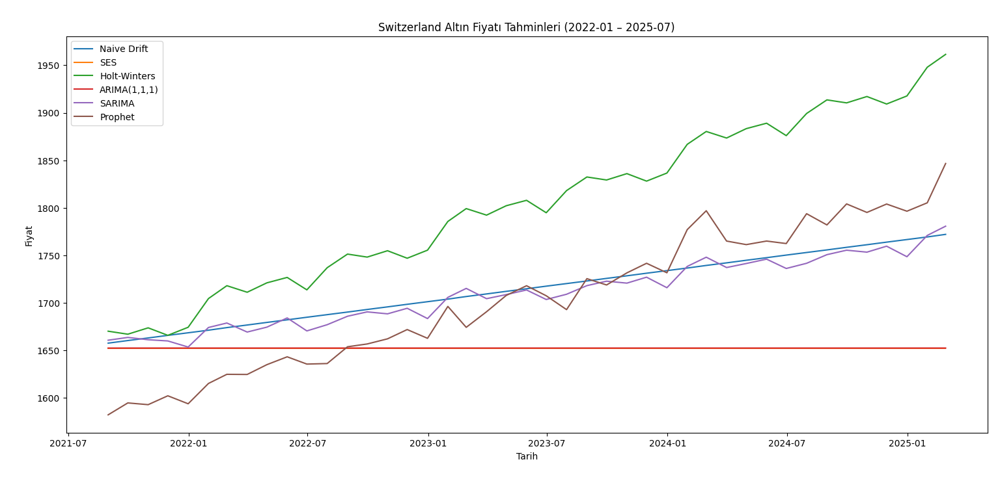 Switzerland Altın Fiyatı Tahminleri (2022-01 – 2025-07)
Naive Drift
SES
Holt-Winters
ARIMA(1,1,1)
SARIMA
Prophet
Fiyat
1950
1900
1850
1800
1750
1700
1650
1600
2021-07
2022-01
2022-07
2023-01
2023-07
2024-01
2024-07
2025-01
Tarih